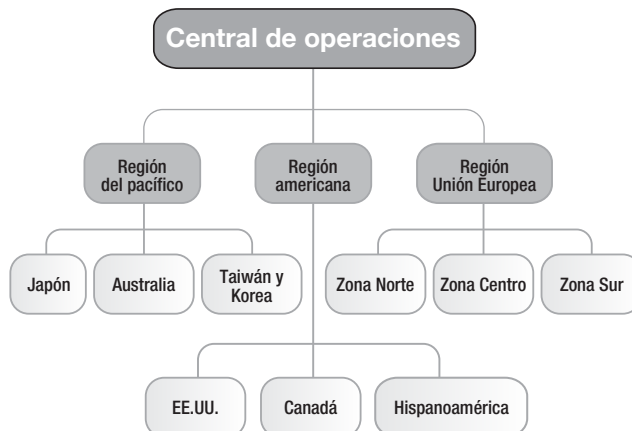 Central de operaciones
Región
del pacífico
Región
americana
Región
Unión Europea
Japón
Australia
Taiwán y
Korea
Zona Norte
Zona Centro
Zona Sur
EE.UU.
Canadá
Hispanoamérica